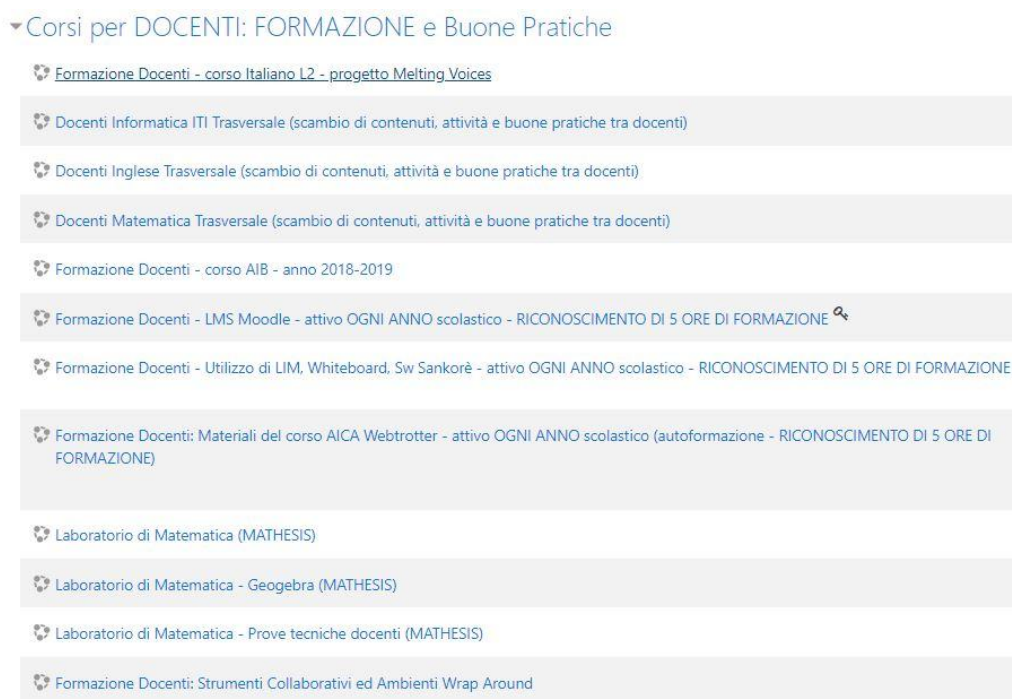 Corsi per DOCENTI: FORMAZIONE e Buone Pratiche
Formazione Docenti - corso Italiano L2 - progetto Melting Voices
Docenti Informatica ITI Trasversale (scambio di contenuti, attività e buone pratiche tra docenti)
Docenti Inglese Trasversale (scambio di contenuti, attività e buone pratiche tra docenti)
Docenti Matematica Trasversale (scambio di contenuti, attività e buone pratiche tra docenti)
Formazione Docenti - corso AIB - anno 2018-2019
Formazione Docenti - LMS Moodle - attivo OGNI ANNO scolastico - RICONOSCIMENTO DI 5 ORE DI FORMAZIONE
Formazione Docenti - Utilizzo di LIM, Whiteboard, Sw Sankorè - attivo OGNI ANNO scolastico - RICONOSCIMENTO DI 5 ORE DI FORMAZIONE
Formazione Docenti: Materiali del corso AICA Webtrotter - attivo OGNI ANNO scolastico (autoformazione - RICONOSCIMENTO DI 5 ORE DI
FORMAZIONE)
Laboratorio di Matematica (MATHESIS)
Laboratorio di Matematica - Geogebra (MATHESIS)
Laboratorio di Matematica - Prove tecniche docenti (MATHESIS)
Formazione Docenti: Strumenti Collaborativi ed Ambienti Wrap Around